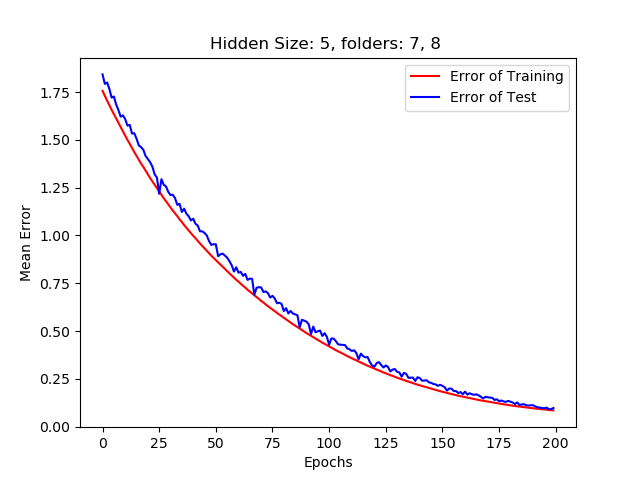 Hidden Size: 5, folders: 7, 8
Error of Training
Error of Test
Mean Error
1.75
1.50
1.25
1.00
0.75
0.50
0.25
0.00
0 25 50 75 100 125 150 175 200
Epochs